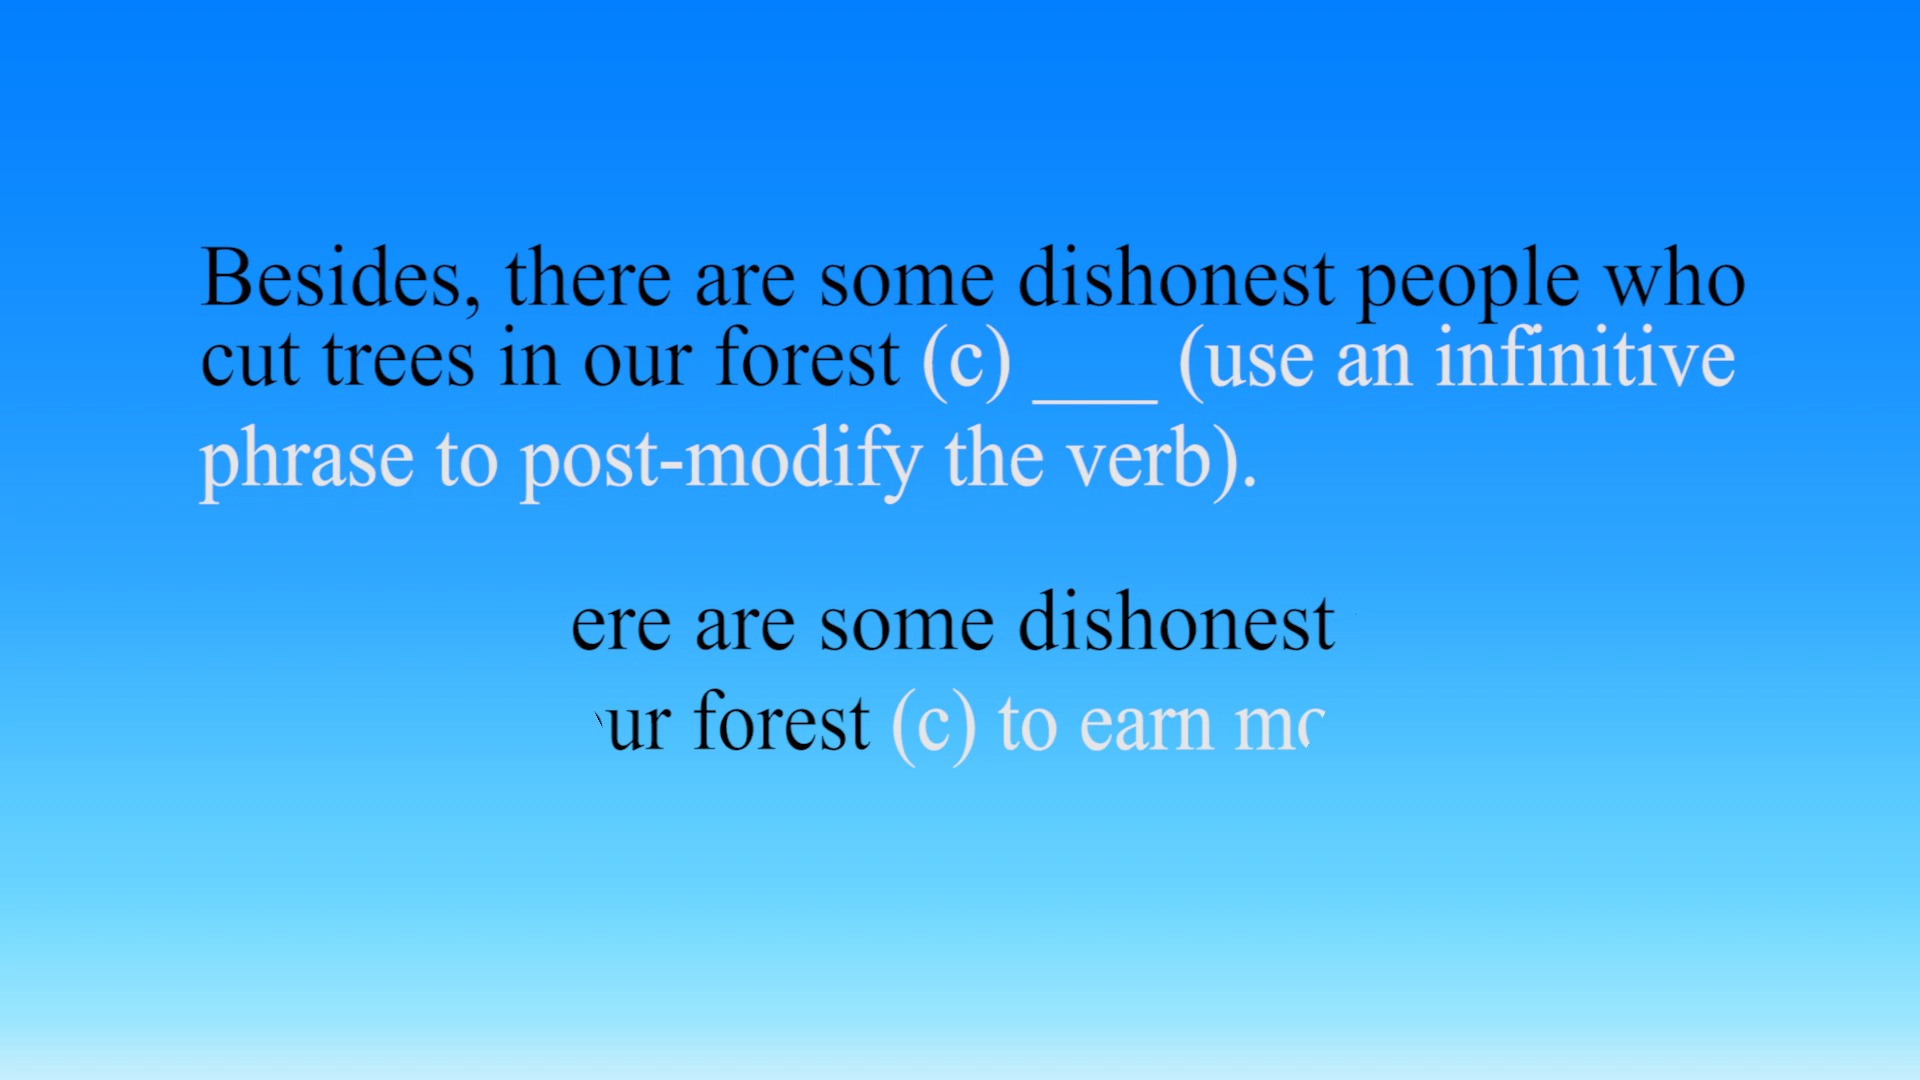 Besides, there are some dishonest people who
cut trees in our forest (c) ___ (use an infinitive
phrase to post-modify the verb).
ere are some dishonest
ur forest (c) to earn